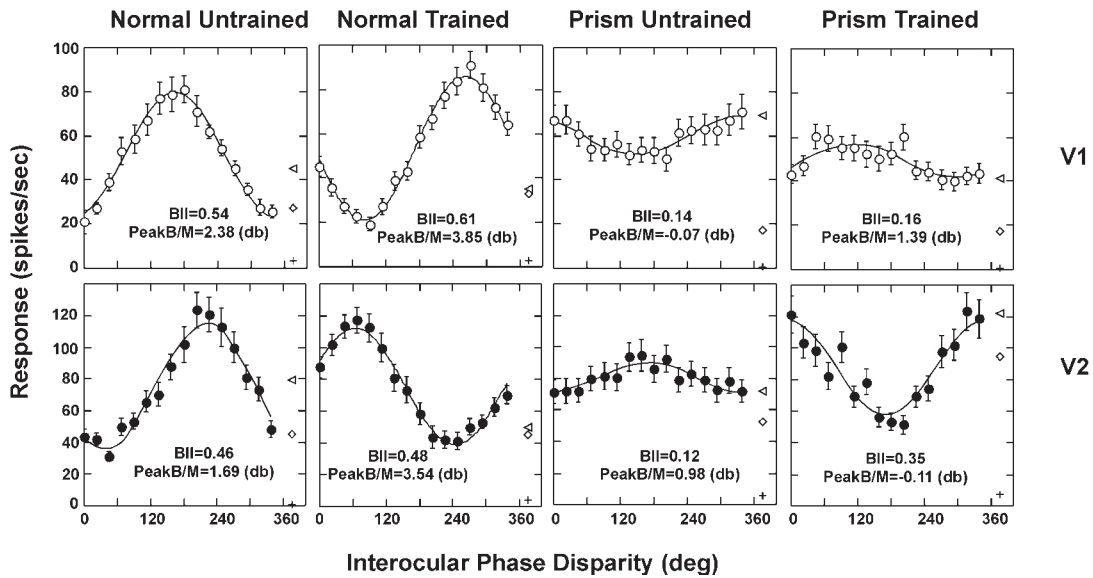 Normal Untrained Normal Trained Prism Untrained Prism Trained
100
80
60
40
20
0
BII=0.54
PeakB/M=2.38 (db)
BII=0.61
PeakB/M=3.85 (db)
BII=0.14
PeakB/M=-0.07 (db)
BII=0.16
PeakB/M=1.39 (db)
V1
Response (spikes/sec)
120
100
80
60
40
20
0
BII=0.46
PeakB/M=1.69 (db)
BII=0.48
PeakB/M=3.54 (db)
BII=0.12
PeakB/M=0.98 (db)
BII=0.35
PeakB/M=-0.11 (db)
V2
0 120 240 360 0 120 240 360 0 120 240 360 0 120 240 360
Interocular Phase Disparity (deg)